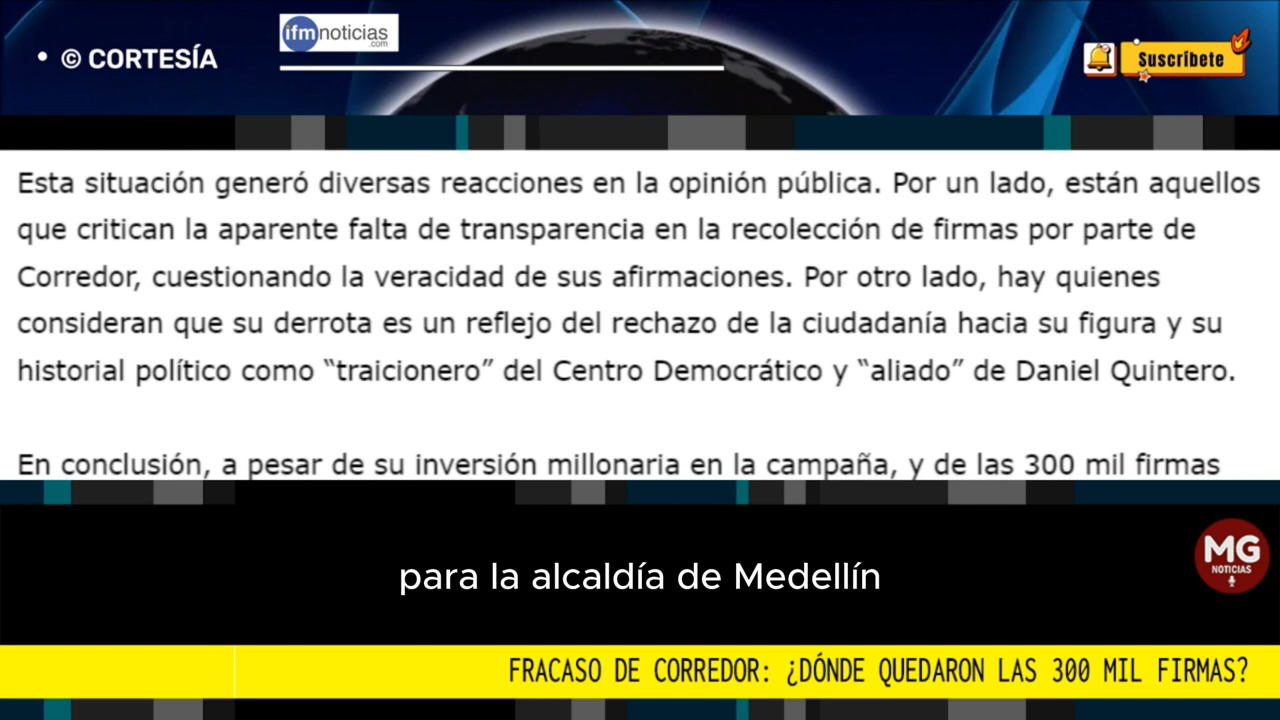 • © CORTESÍA
ifmnoticias
.com
Suscríbete
Esta situación generó diversas reacciones en la opinión pública. Por un lado, están aquellos
que critican la aparente falta de transparencia en la recolección de firmas por parte de
Corredor, cuestionando la veracidad de sus afirmaciones. Por otro lado, hay quienes
consideran que su derrota es un reflejo del rechazo de la ciudadanía hacia su figura y su
historial político como “traicionero” del Centro Democrático y “aliado” de Daniel Quintero.
En conclusión, a pesar de su inversión millonaria en la campaña, y de las 300 mil firmas
para la alcaldía de Medellín
MG
NOTICIAS
FRACASO DE CORREDOR: ¿DÓNDE QUEDARON LAS 300 MIL FIRMAS?